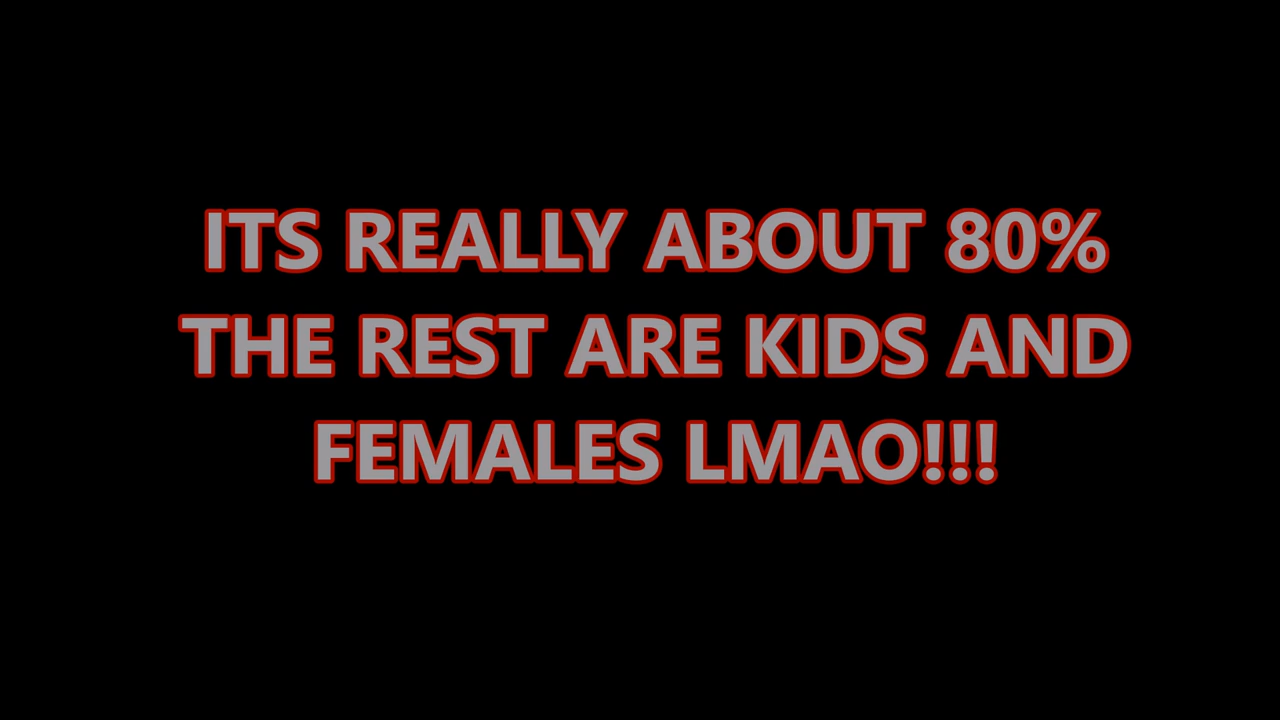 ITS REALLY ABOUT 80%
THE REST ARE KIDS AND
FEMALES LMAO!!!